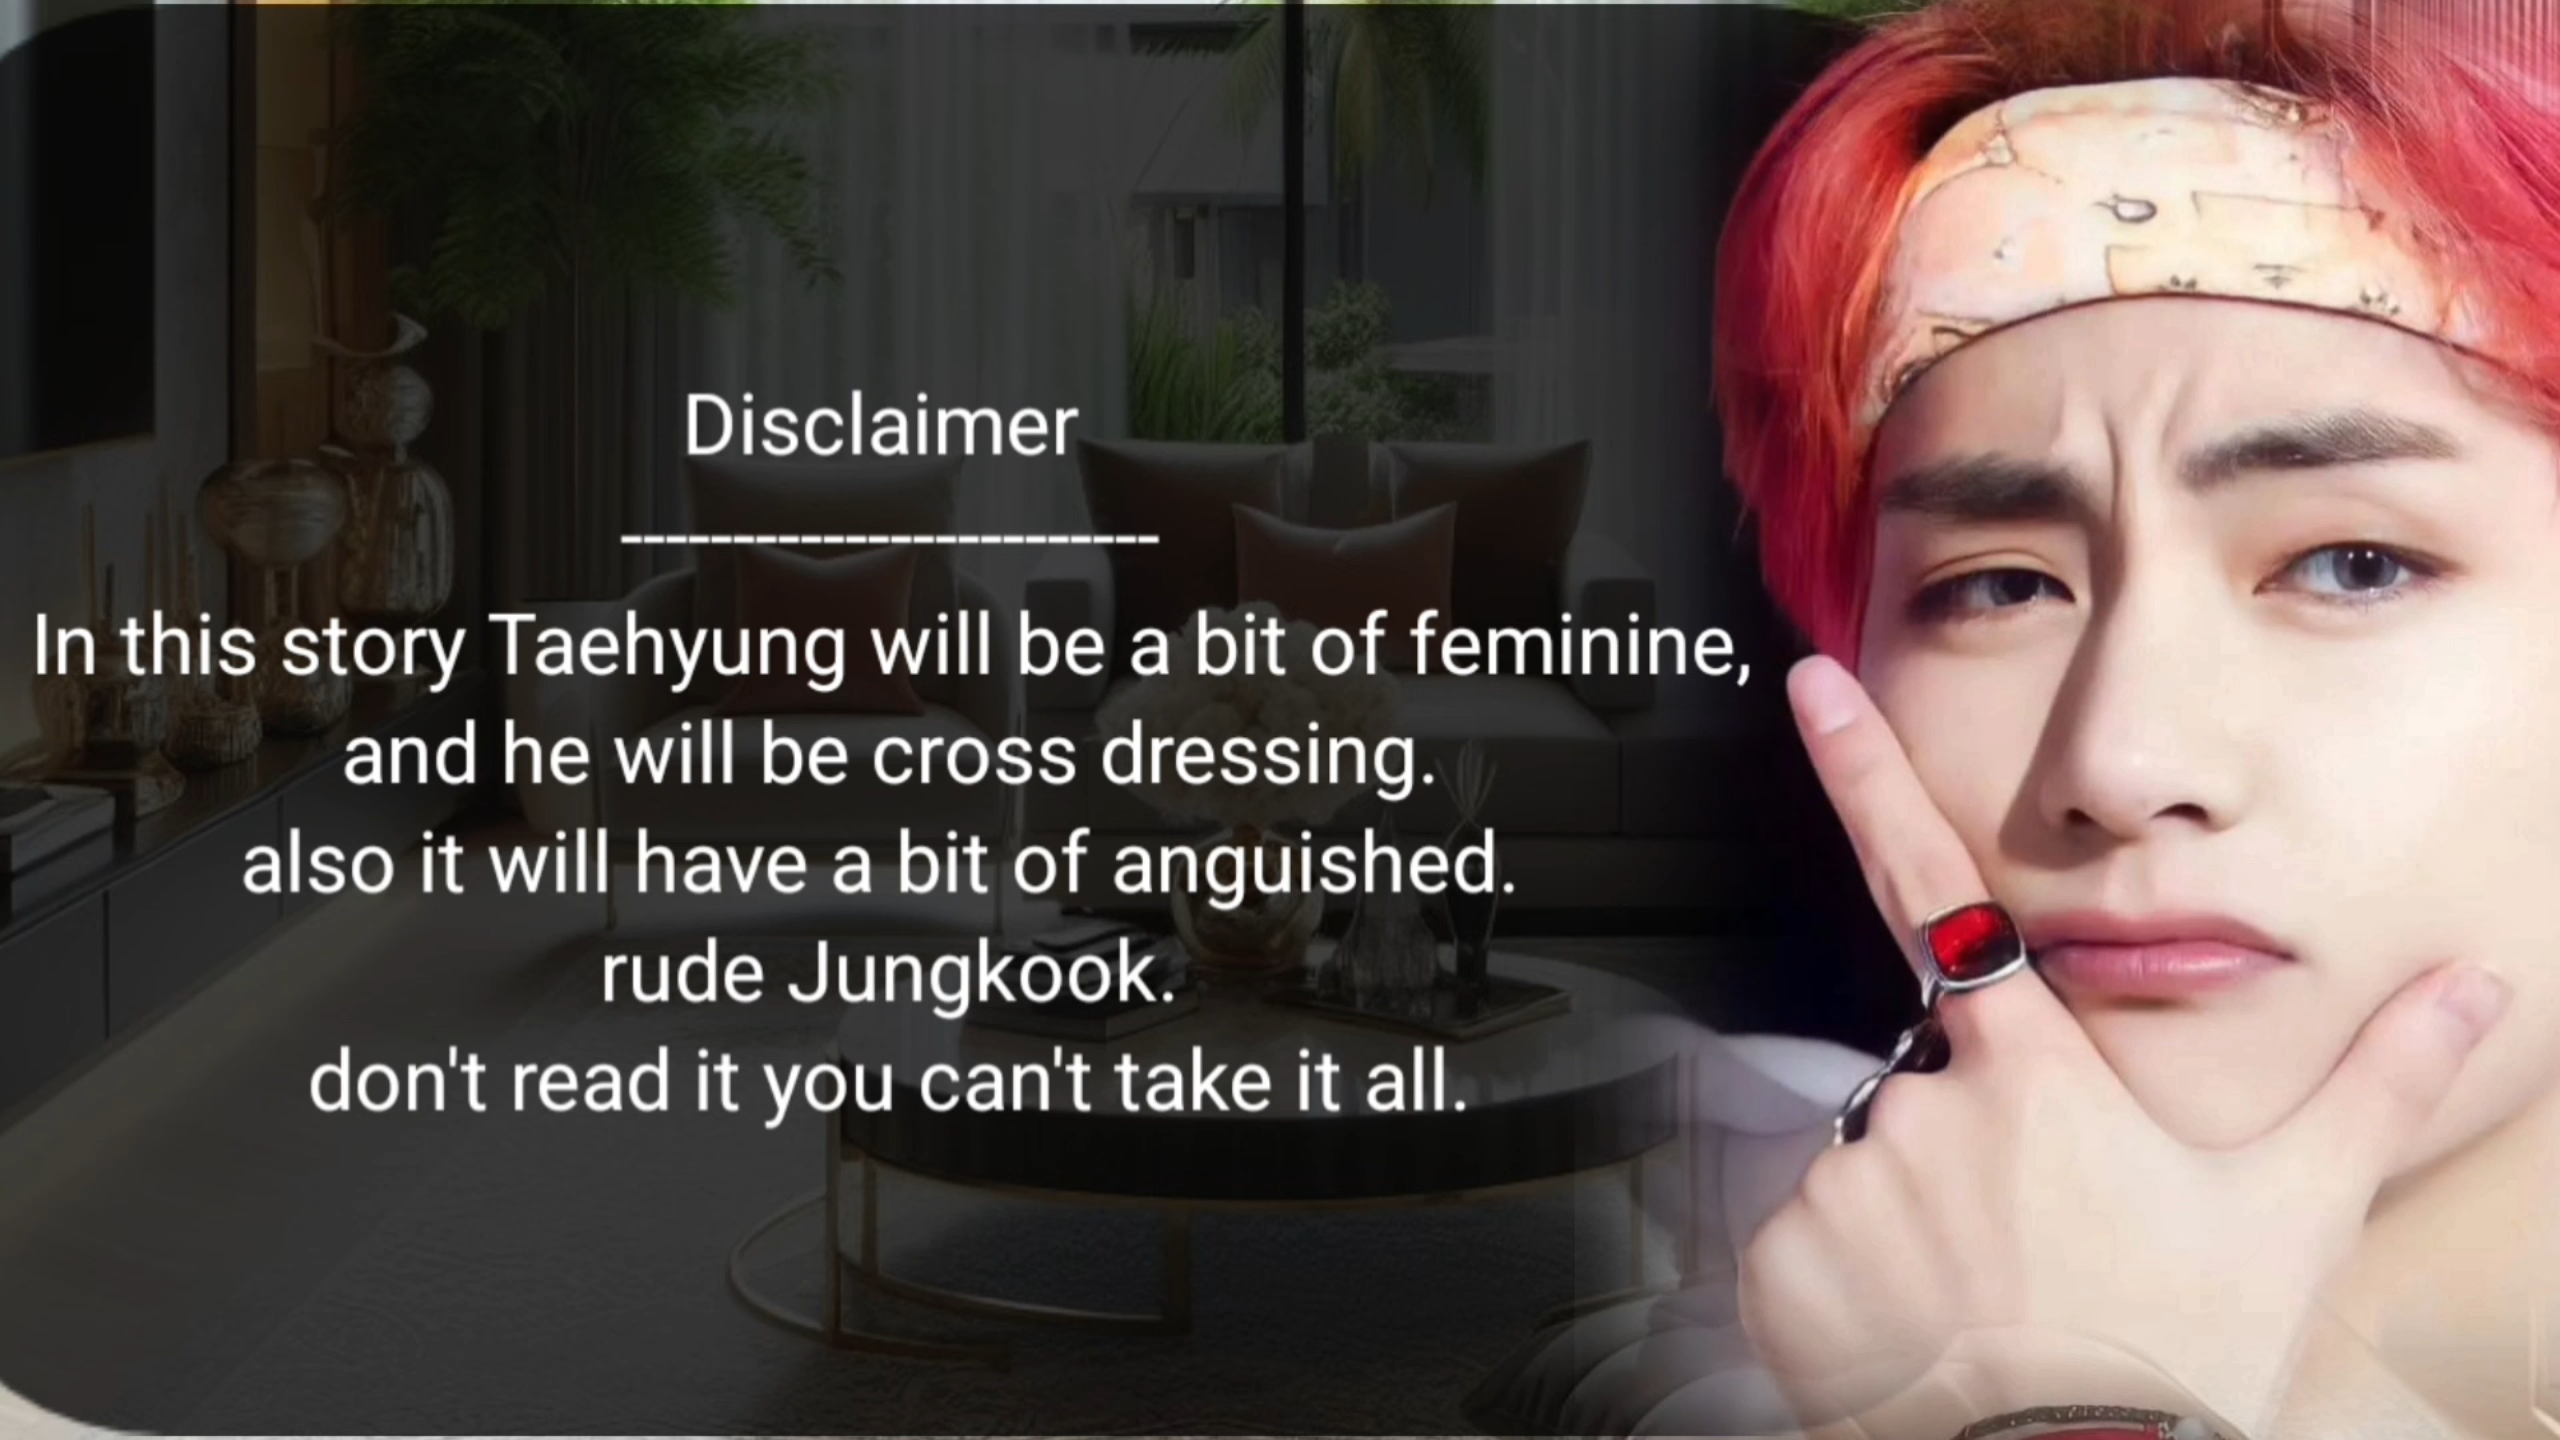 Disclaimer
------------------------
In this story Taehyung will be a bit of feminine,
and he will be cross dressing.
also it will have a bit of anguished.
rude Jungkook.
don't read it you can't take it all.